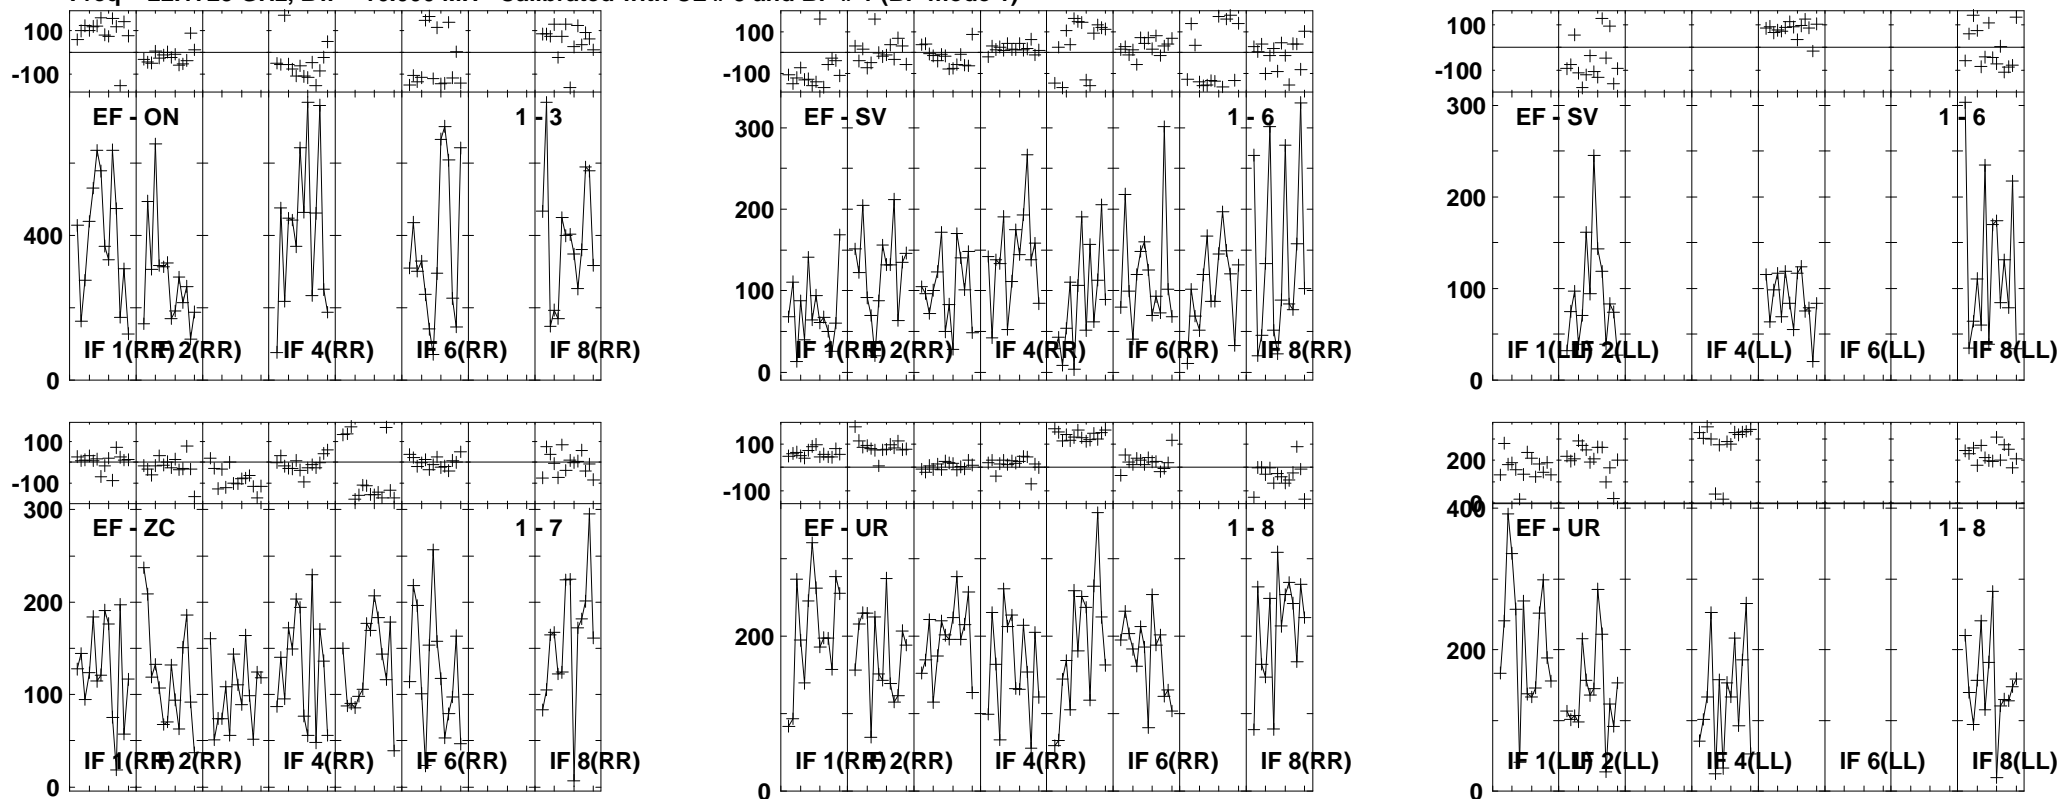 100
-100
EF - ON 1 - 3
400
IF 1(RR) IF 2(RR) IF 4(RR) IF 6(RR) IF 8(RR)
0
100
-100
EF - SV 1 - 6
300
200
100
IF 1(RR) IF 2(RR) IF 4(RR) IF 6(RR) IF 8(RR)
0
100
-100
300
EF - SV 1 - 6
200
100
IF 1(LL) IF 2(LL) IF 4(LL) IF 6(LL) IF 8(LL)
0
100
-100
300
EF - ZC 1 - 7
200
100
IF 1(RR) IF 2(RR) IF 4(RR) IF 6(RR) IF 8(RR)
0
100
-100
EF - UR 1 - 8
200
IF 1(RR) IF 2(RR) IF 4(RR) IF 6(RR) IF 8(RR)
0
200
0
400
EF - UR 1 - 8
200
IF 1(LL) IF 2(LL) IF 4(LL) IF 6(LL) IF 8(LL)
0